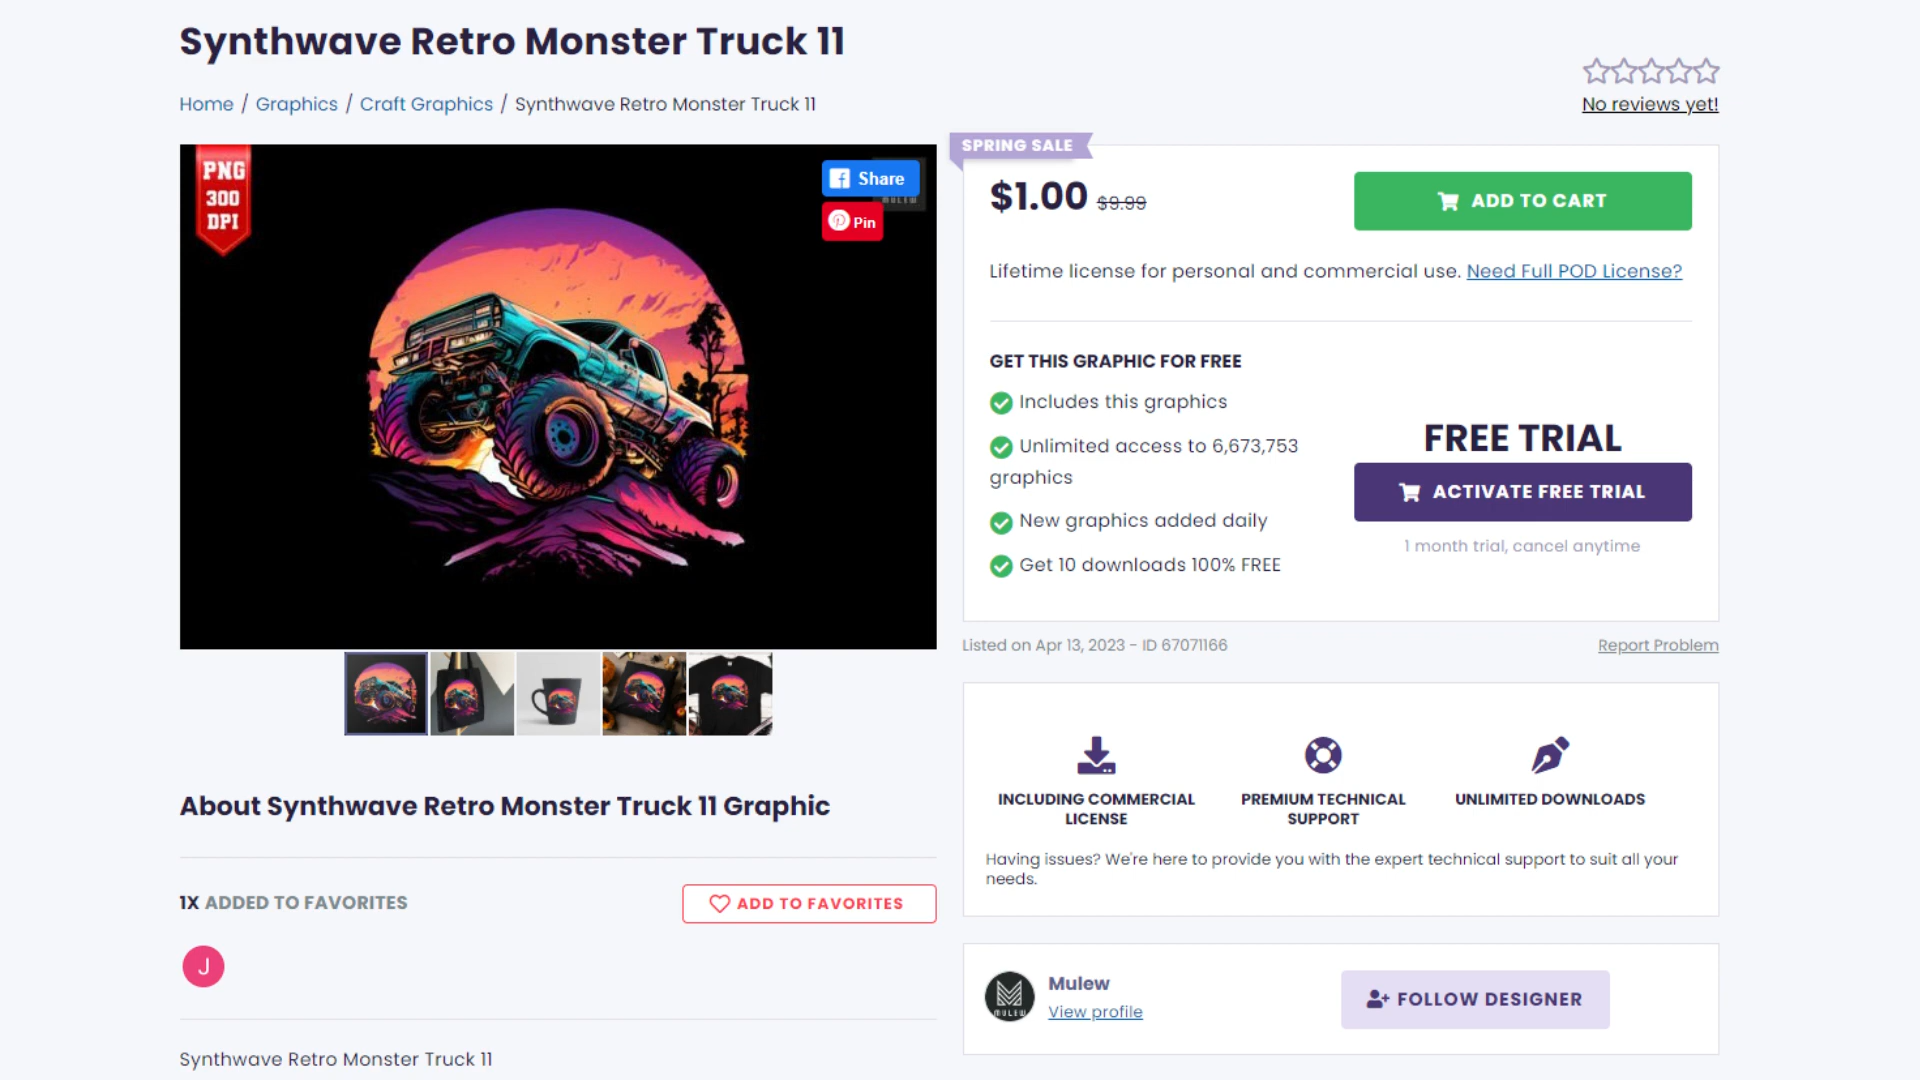 Synthwave Retro Monster Truck 11
Home / Graphics / Craft Graphics / Synthwave Retro Monster Truck 11
No reviews yet!
PNG
300
DPI
Share
MULEW
Pin
SPRING SALE
$1.00 $9.99
ADD TO CART
Lifetime license for personal and commercial use. Need Full POD License?
GET THIS GRAPHIC FOR FREE
Includes this graphics
Unlimited access to 6,673,753
graphics
New graphics added daily
Get 10 downloads 100% FREE
FREE TRIAL
ACTIVATE FREE TRIAL
1 month trial, cancel anytime
Listed on Apr 13, 2023 - ID 67071166
Report Problem
About Synthwave Retro Monster Truck 11 Graphic
1X ADDED TO FAVORITES
ADD TO FAVORITES
J
Synthwave Retro Monster Truck 11
INCLUDING COMMERCIAL
LICENSE
PREMIUM TECHNICAL
SUPPORT
UNLIMITED DOWNLOADS
Having issues? We're here to provide you with the expert technical support to suit all your
needs.
MULEW
Mulew
View profile
FOLLOW DESIGNER